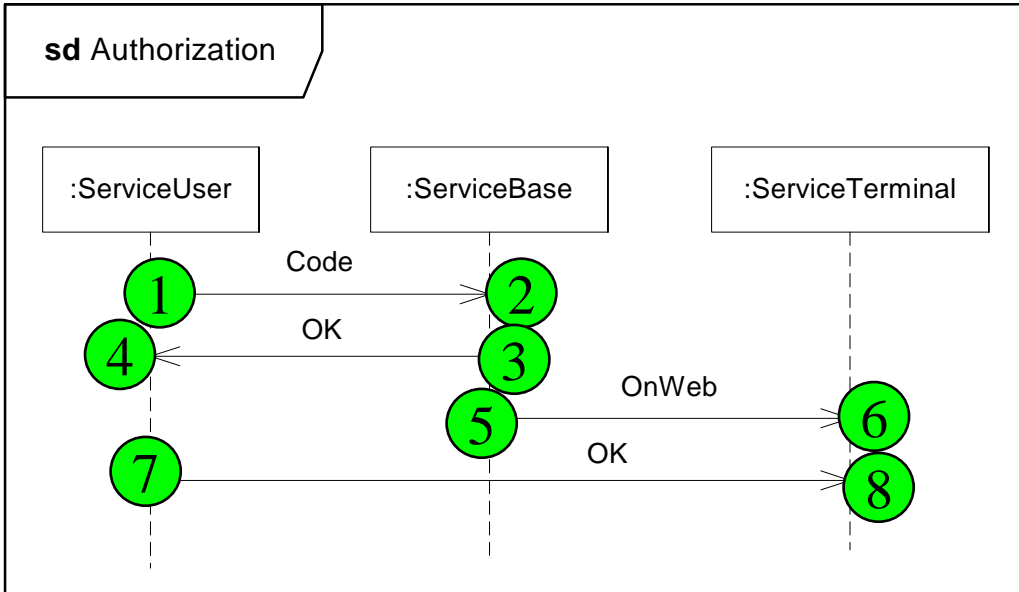 sd Authorization
:ServiceUser
:ServiceBase
:ServiceTerminal
Code
1
2
OK
4
3
OnWeb
5
6
OK
7
8